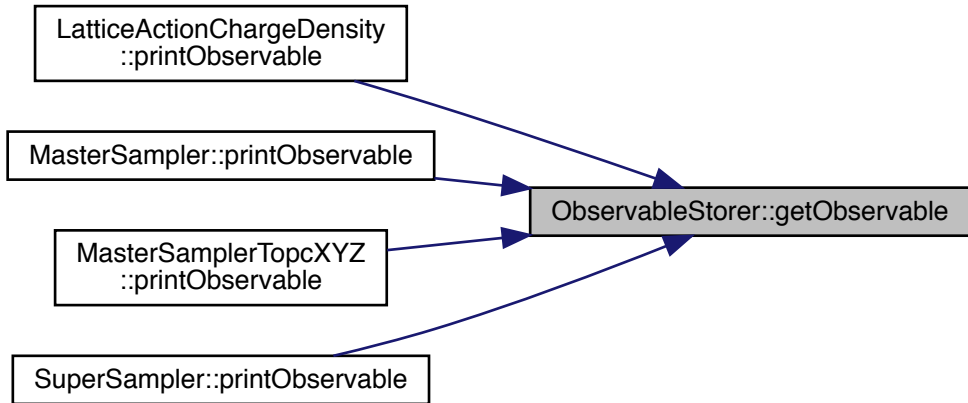 LatticeActionChargeDensity
::printObservable
MasterSampler::printObservable
ObservableStorer::getObservable
MasterSamplerTopcXYZ
::printObservable
SuperSampler::printObservable